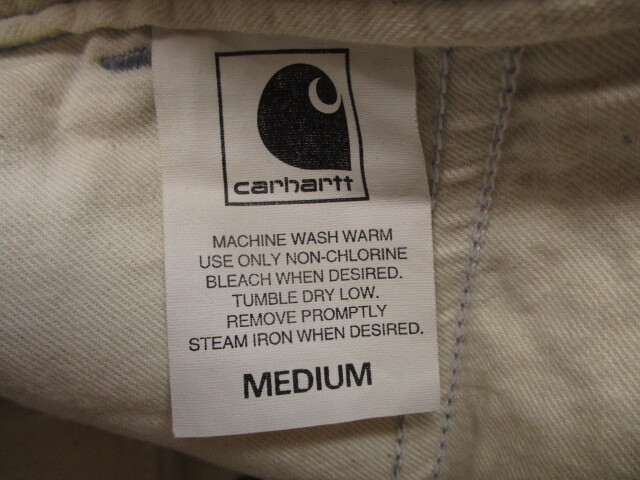 carhartt
MACHINE WASH WARM
USE ONLY NON-CHLORINE
BLEACH WHEN DESIRED.
TUMBLE DRY LOW.
REMOVE PROMPTLY
STEAM IRON WHEN DESIRED.
MEDIUM